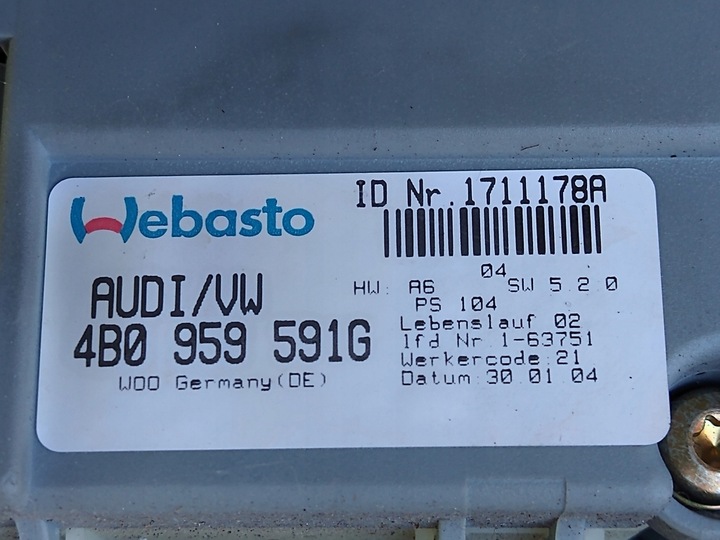 Webasto
ID Nr. 1711178A
AUDI/VW
4B0 959 591G
W00 Germany(DE)
04
HW: A6 SW 5.2.0
PS 104
Lebenslauf 02
lfd Nr.1-63751
Werkercode:21
Datum:30.01.04